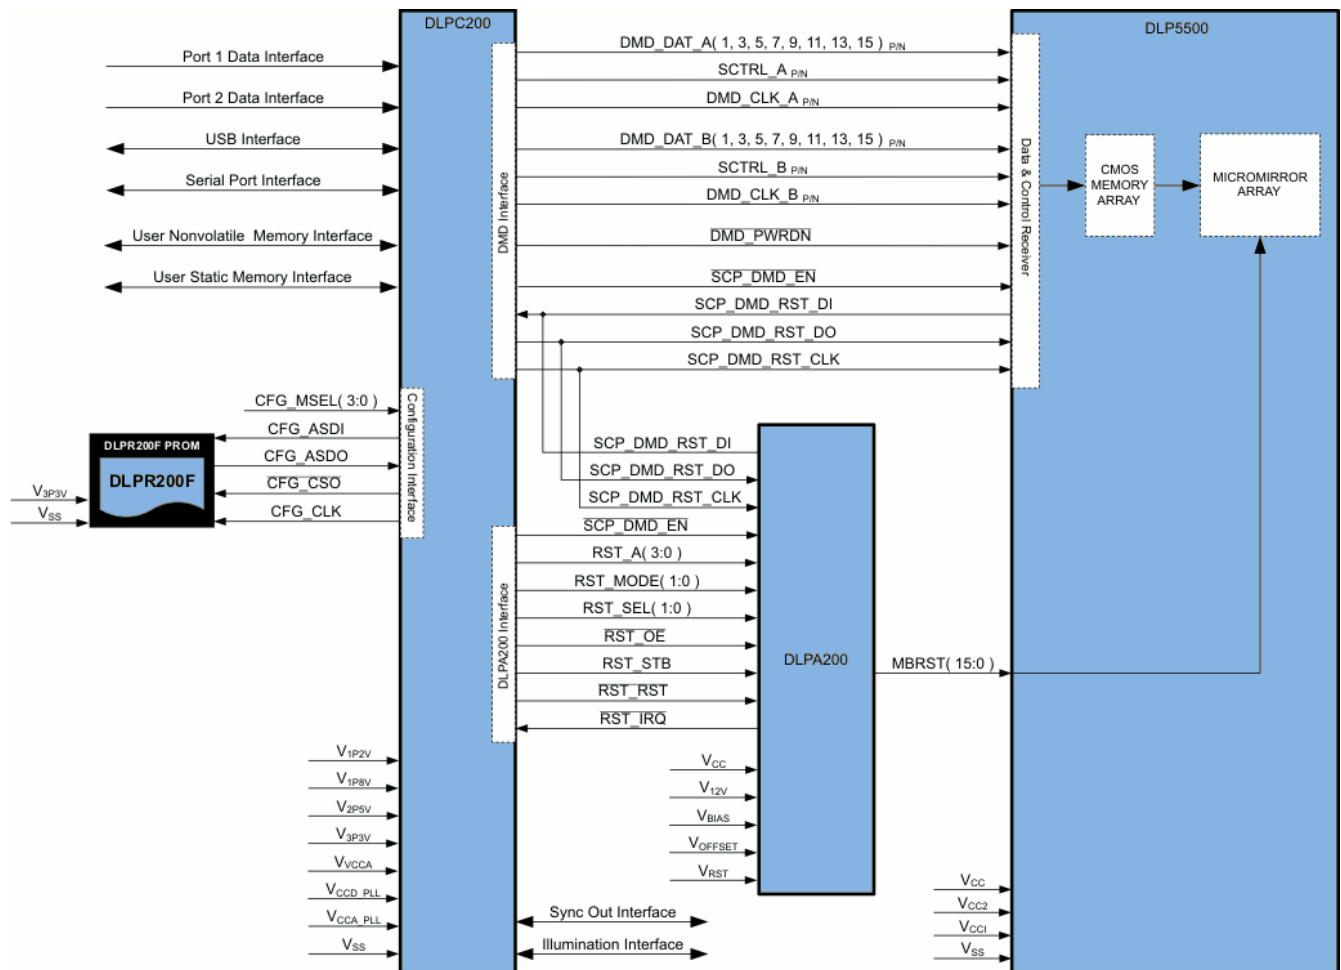 DLPC200
DLP5500
Port 1 Data Interface
Port 2 Data Interface
USB Interface
Serial Port Interface
User Nonvolatile Memory Interface
User Static Memory Interface
DMD Interface
DMD_DAT_A( 1, 3, 5, 7, 9, 11, 13, 15 ) P/N
SCTRL_A P/N
DMD_CLK_A P/N
DMD_DAT_B( 1, 3, 5, 7, 9, 11, 13, 15 ) P/N
SCTRL_B P/N
DMD_CLK_B P/N
DMD_PWRDN
SCP_DMD_EN
SCP_DMD_RST_DI
SCP_DMD_RST_DO
SCP_DMD_RST_CLK
Data & Control Receiver
CMOS
MEMORY
ARRAY
MICROMIRROR
ARRAY
CFG_MSEL( 3:0 )
CFG_ASDI
CFG_ASDO
CFG_CSO
CFG_CLK
Configuration Interface
DLPR200F PROM
DLPR200F
V3P3V
VSS
SCP_DMD_RST_DI
SCP_DMD_RST_DO
SCP_DMD_RST_CLK
SCP_DMD_EN
RST_A( 3:0 )
RST_MODE( 1:0 )
RST_SEL( 1:0 )
RST_OE
RST_STB
RST_RST
RST_IRQ
DLPA200 Interface
DLPA200
MBRST( 15:0 )
V1P2V
V1P8V
V2P5V
V3P3V
VVCCA
VCCD_PLL
VCCA_PLL
VSS
VCC
V12V
VBIAS
VOFFSET
VRST
Sync Out Interface
Illumination Interface
VCC
VCC2
VCCI
VSS